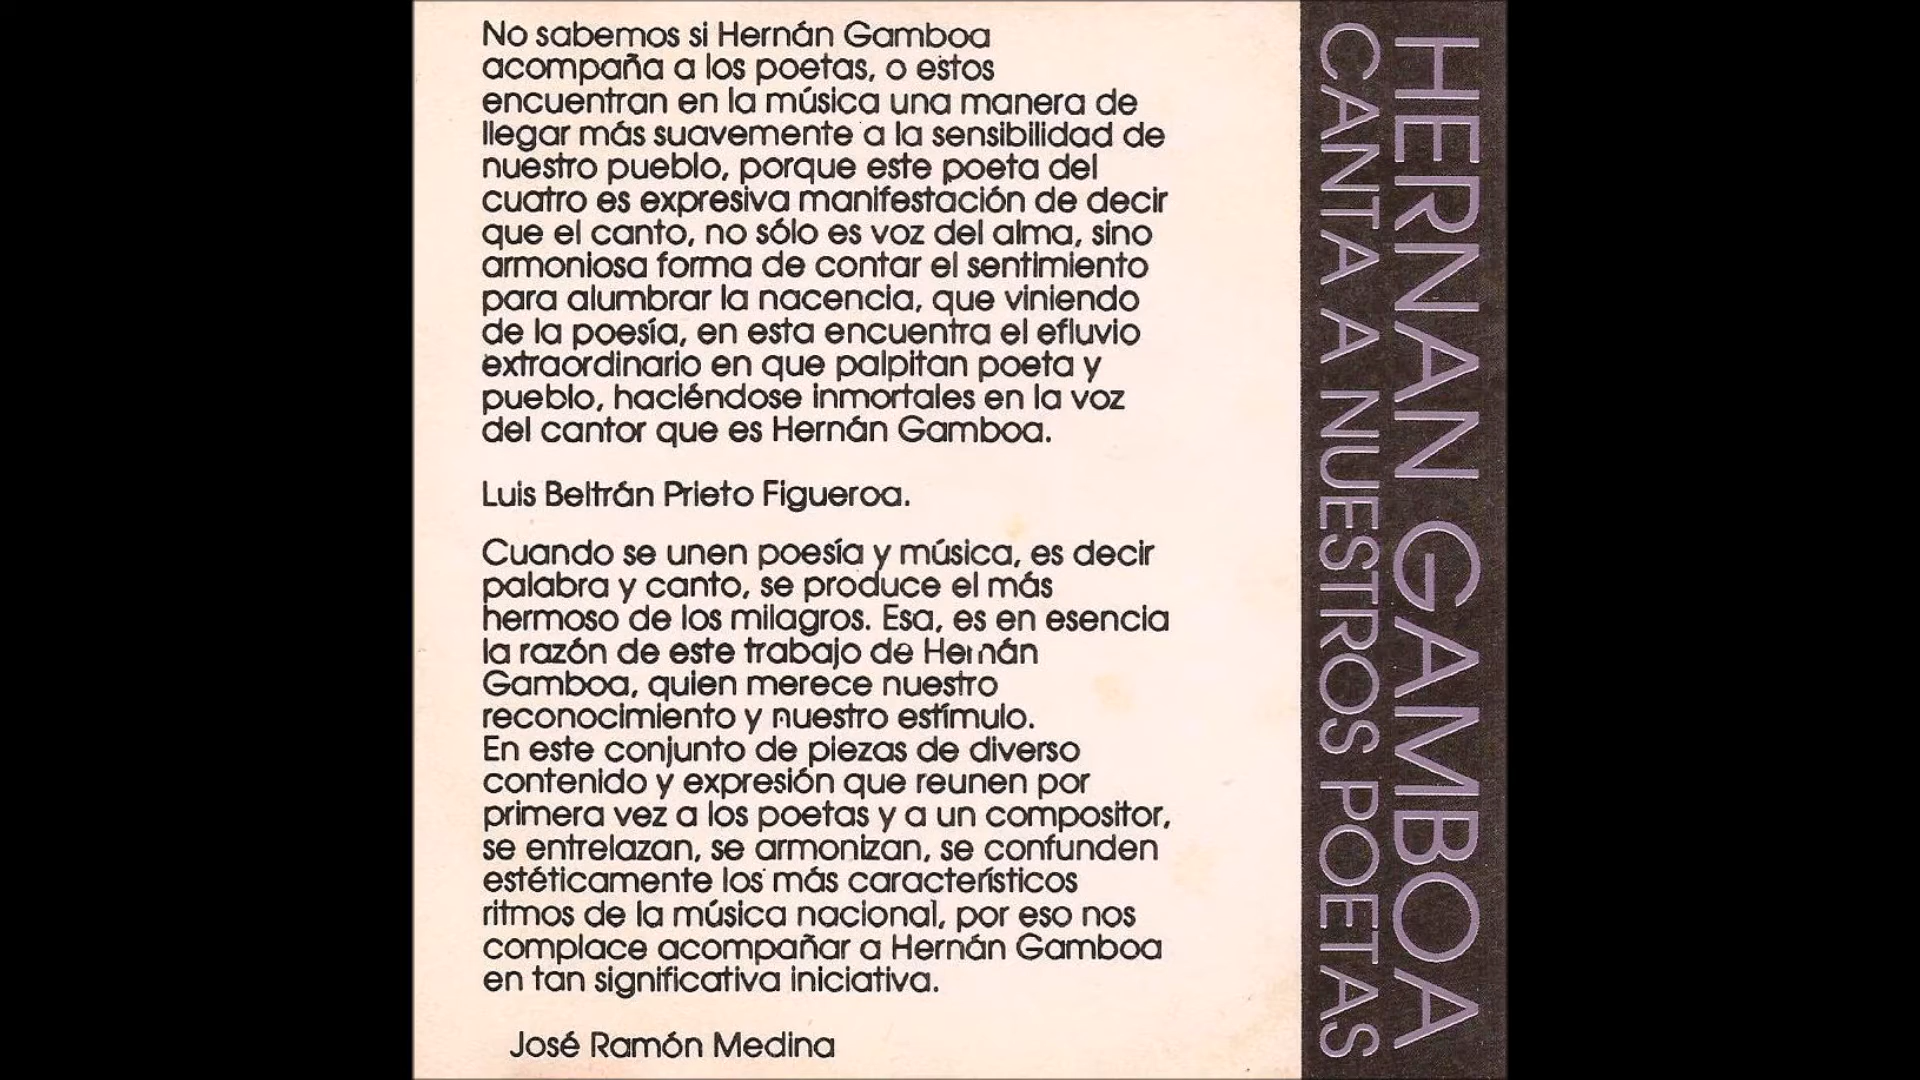 No sabemos si Hernán Gamboa
acompaña a los poetas, o estos
encuentran en la música una manera de
llegar más suavemente a la sensibilidad de
nuestro pueblo, porque este poeta del
cuatro es expresiva manifestación de decir
que el canto, no sólo es voz del alma, sino
armoniosa forma de contar el sentimiento
para alumbrar la nacencia, que viniendo
de la poesía, en esta encuentra el efluvio
extraordinario en que palpitan poeta y
pueblo, haciéndose inmortales en la voz
del cantor que es Hernán Gamboa.
Luis Beltrán Prieto Figueroa.
Cuando se unen poesía y música, es decir
palabra y canto, se produce el más
hermoso de los milagros. Esa, es en esencia
la razón de este trabajo de Hernán
Gamboa, quien merece nuestro
reconocimiento y nuestro estímulo.
En este conjunto de piezas de diverso
contenido y expresión que reunen por
primera vez a los poetas y a un compositor,
se entrelazan, se armonizan, se confunden
estéticamente los más característicos
ritmos de la música nacional, por eso nos
complace acompañar a Hernán Gamboa
en tan significativa iniciativa.
José Ramón Medina
HERNAN GAMBOA
CANTA A NUESTROS POETAS